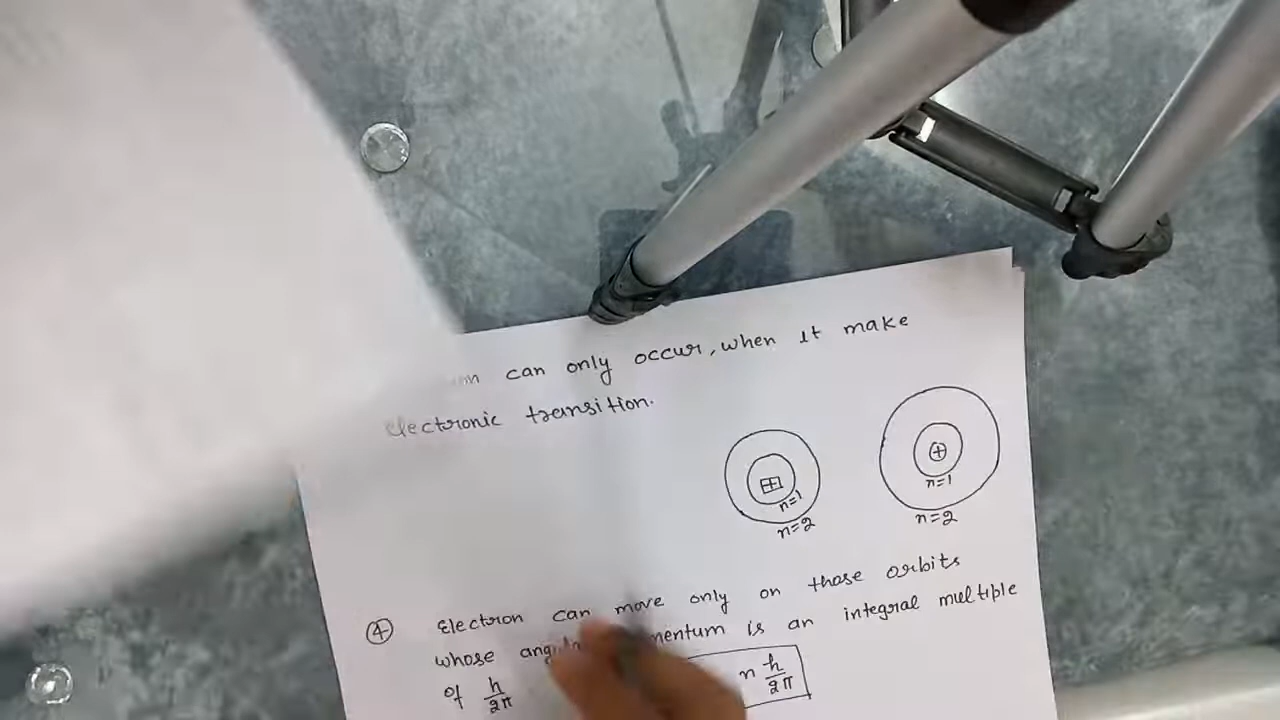 can only occur, when it make
electronic transition.
n=1
n=2
n=1
n=2
④ Electron can move only on those orbits
whose is an integral multiple
of h/2π n h/2π